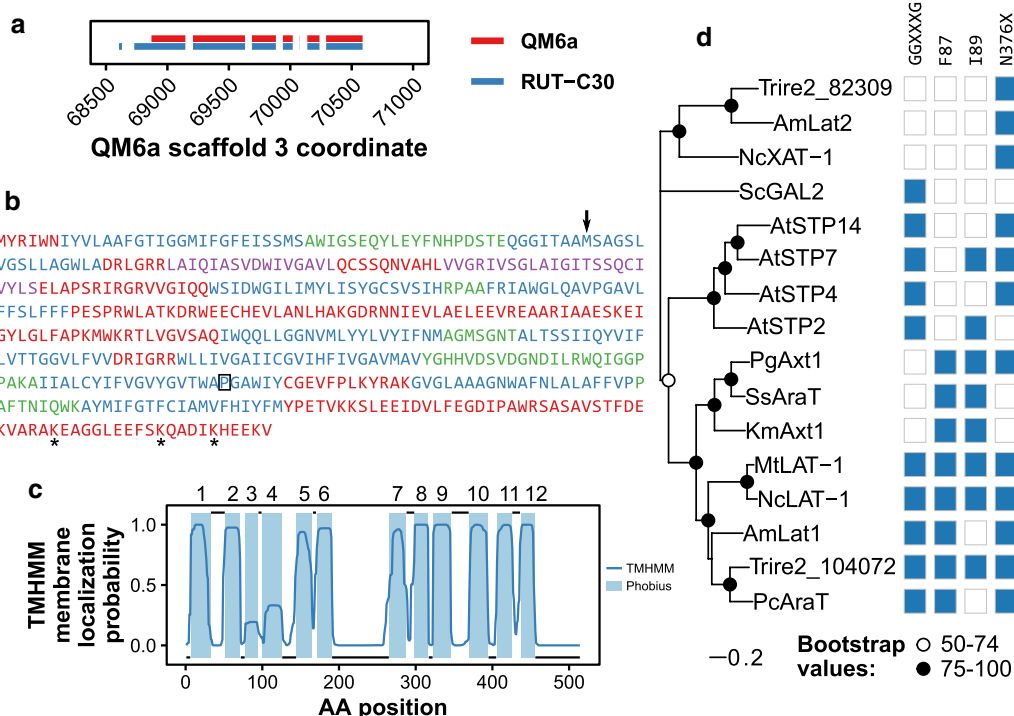 a
QM6a
RUT−C30
68500
69000
69500
70000
70500
71000
QM6a scaffold 3 coordinate
b
MYRIWNIYVLAAFGTIGGMIFGFEISSMSAWIGSEQYLEYFNHPDSTEQGGITAAMSAGSL
VGSLLAGWLADRLGRRLAIQIASVDWIVGAVLQCSSQNVAHLVVGRIVSGLAIGITSSQCI
VYLSELAPSRIRGRVVGIQQWSIDWGILIMYLISYGCSVSIHRPAAFRIAWGLQAVPGAVL
FFSLFFFPESPRWLATKDRWEECHEVLANLHAKGDRNNIEVLAELEEVREAARIAAESKEI
GYLGLFAPKMWKRTLVGVSAQIWQQLLGGNVMLYYLVYIFNMAGMSGNTALTSSIIQYVIF
LVTTGGVLFVVDRIGRRWLLIVGAIICGVIHFIVGAVMAVYGHHVDSVDGNDILRWQIGGP
PAKAIIALCYIFVGVYGVTWAPGAWIYCGEVFPLKYRAKGVGLAAAGNWAFNLALAFFVPP
AFTNIQWKAYMIFGTFCIAMVFHIYFMYPETVKKSLEEIDVLFEGDIPAWRSASAVSTFDE
KVARAKEAGGLEEFSKQADIKHEEKV
* * *
c
1 2 3 4 5 6 7 8 9 10 11 12
TMHMM
membrane
localization
probability
1.0
0.5
0.0
0 100 200 300 400 500
AA position
TMHMM
Phobius
d
GGXXXG F87 I89 N376X
Trire2_82309
AmLat2
NcXAT−1
ScGAL2
AtSTP14
AtSTP7
AtSTP4
AtSTP2
PgAxt1
SsAraT
KmAxt1
MtLAT−1
NcLAT−1
AmLat1
Trire2_104072
PcAraT
0.2
Bootstrap values:
50-74
75-100